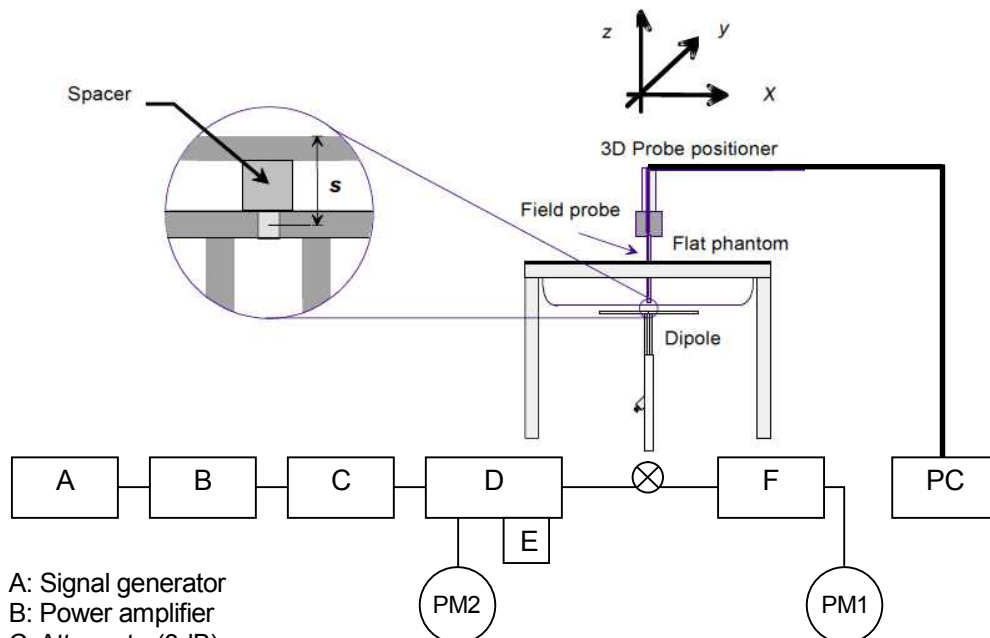 z
y
x
Spacer
s
3D Probe positioner
Field probe
Flat phantom
Dipole
A
B
C
D
F
PC
E
PM2
PM1
A: Signal generator
B: Power amplifier